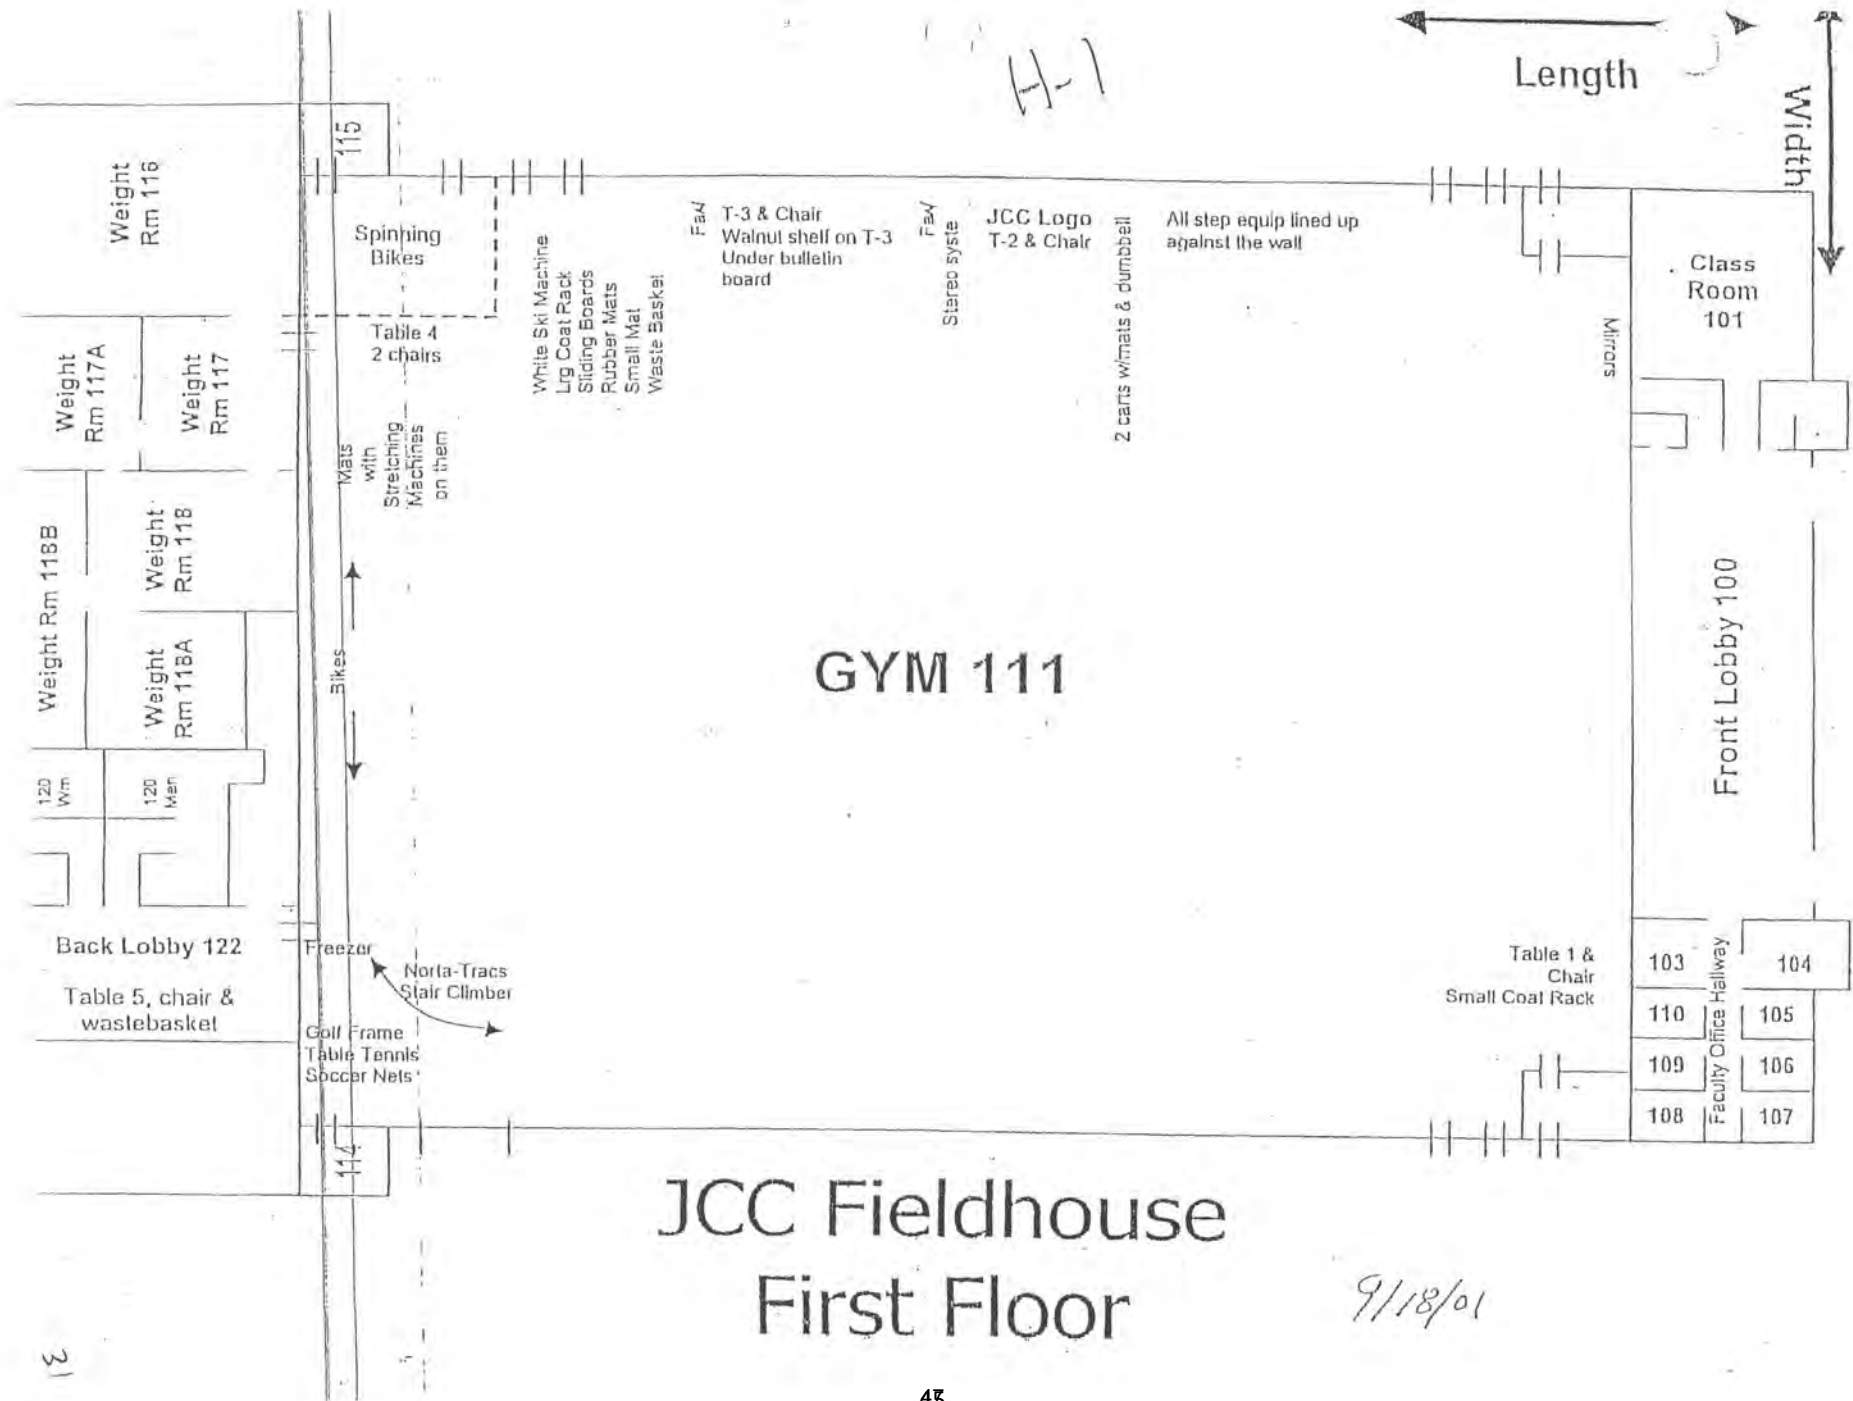 H-1
Length
Width
115
Weight
Rm 116
Spinning
Bikes
White Ski Machine
Lrg Coat Rack
Sliding Boards
Rubber Mats
Small Mat
Waste Basket
T-3 & Chair
Walnut shelf on T-3
Under bulletin
board
Stereo syste
JCC Logo
T-2 & Chair
2 carts w/mats & dumbbell
All step equip lined up
against the wall
Mirrors
Class
Room
101
Table 4
2 chairs
Weight
Rm 117A
Weight
Rm 117
Mats
with
Stretching
Machines
on them
Weight Rm 118B
Weight
Rm 118
Weight
Rm 118A
Bikes
GYM 111
Front Lobby 100
120
Wm
120
Men
Back Lobby 122
Table 5, chair &
wastebasket
Freezer
Norta-Tracs
Stair Climber
Golf Frame
Table Tennis
Soccer Nets
Table 1 &
Chair
Small Coat Rack
103
104
110
105
109
106
108
107
Faculty Office Hallway
114
JCC Fieldhouse
First Floor
9/18/01
31